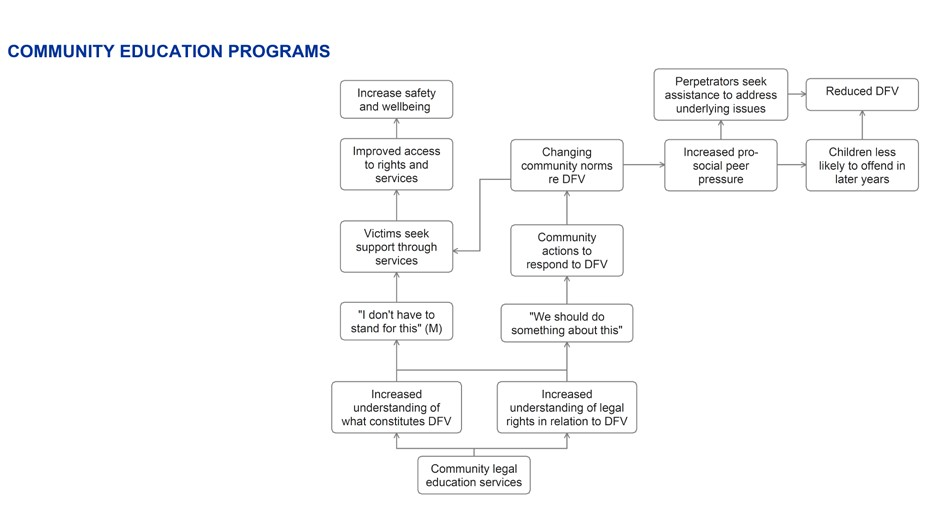 COMMUNITY EDUCATION PROGRAMS
Increase safety
and wellbeing
Improved access
to rights and
services
Victims seek
support through
services
"I don't have to
stand for this" (M)
Increased
understanding of
what constitutes DFV
Changing
community norms
re DFV
Community
actions to
respond to DFV
"We should do
something about this"
Increased
understanding of legal
rights in relation to DFV
Community legal
education services
Perpetrators seek
assistance to address
underlying issues
Increased pro-
social peer
pressure
Reduced DFV
Children less
likely to offend in
later years